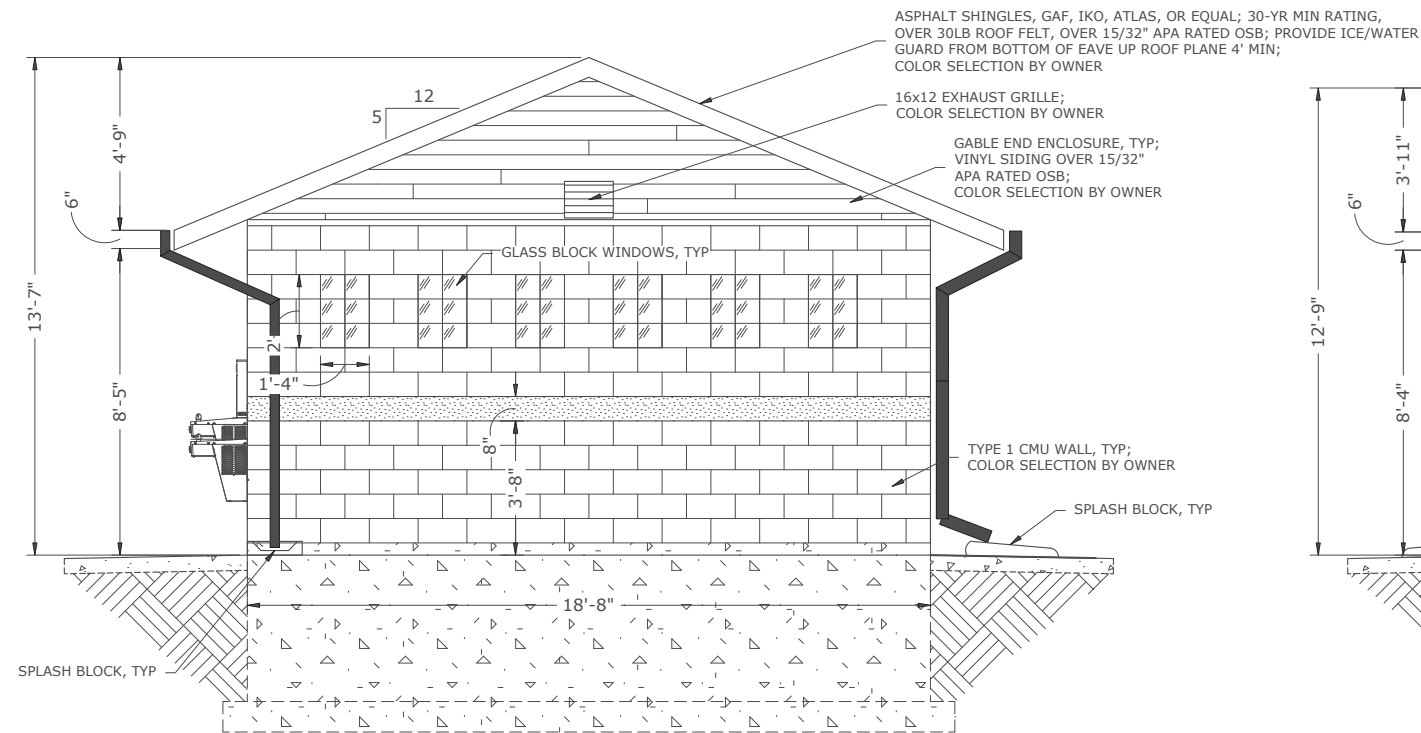 ASPHALT SHINGLES, GAF, IKO, ATLAS, OR EQUAL; 30-YR MIN RATING,
OVER 30LB ROOF FELT, OVER 15/32" APA RATED OSB; PROVIDE ICE/WATER
GUARD FROM BOTTOM OF EAVE UP ROOF PLANE 4' MIN;
COLOR SELECTION BY OWNER
16x12 EXHAUST GRILLE;
COLOR SELECTION BY OWNER
GABLE END ENCLOSURE, TYP;
VINYL SIDING OVER 15/32"
APA RATED OSB;
COLOR SELECTION BY OWNER
12
5
4'-9"
6"
13'-7"
8'-5"
GLASS BLOCK WINDOWS, TYP
2'
1'-4"
8"
3'-8"
TYPE 1 CMU WALL, TYP;
COLOR SELECTION BY OWNER
SPLASH BLOCK, TYP
18'-8"
SPLASH BLOCK, TYP
3'-11"
6"
12'-9"
8'-4"